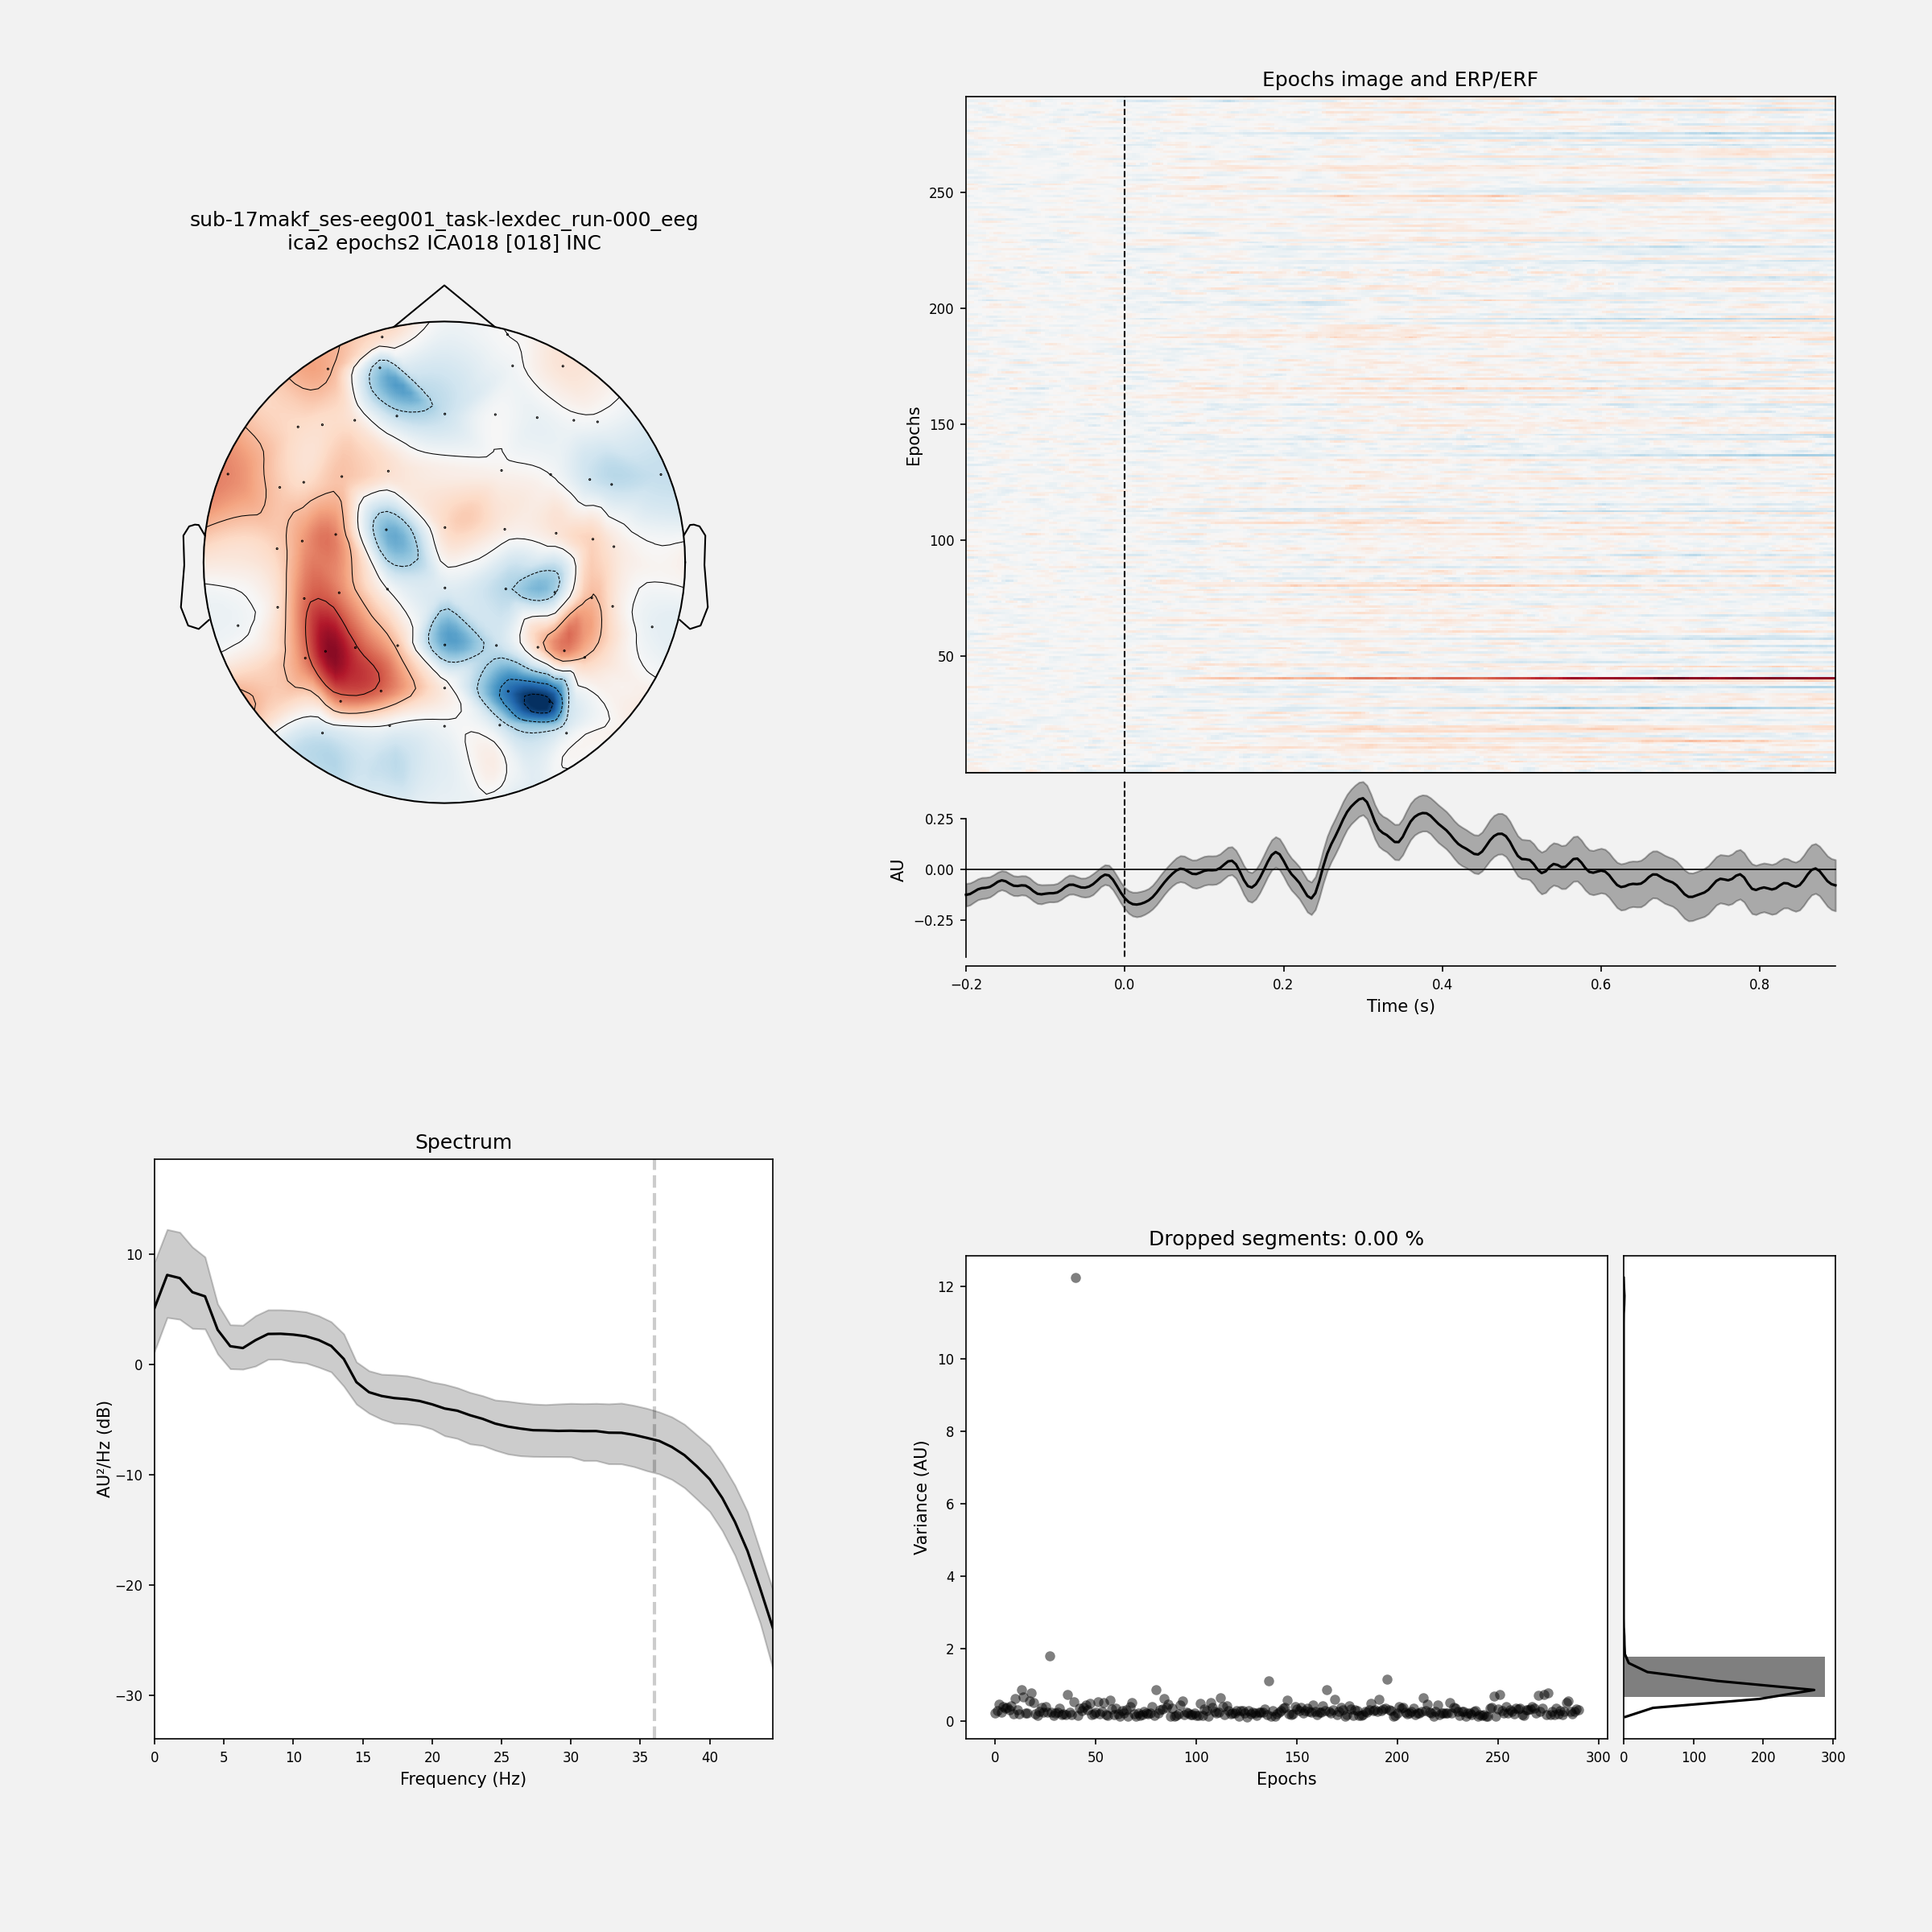 sub-17makf_ses-eeg001_task-lexdec_run-000_eeg
ica2 epochs2 ICA018 [018] INC
Epochs image and ERP/ERF
Epochs
250
200
150
100
50
AU
0.25
0.00
−0.25
−0.2 0.0 0.2 0.4 0.6 0.8
Time (s)
Spectrum
AU²/Hz (dB)
10
0
−10
−20
−30
0 5 10 15 20 25 30 35 40
Frequency (Hz)
Dropped segments: 0.00 %
Variance (AU)
12
10
8
6
4
2
0
0 50 100 150 200 250 300
Epochs
0 100 200 300